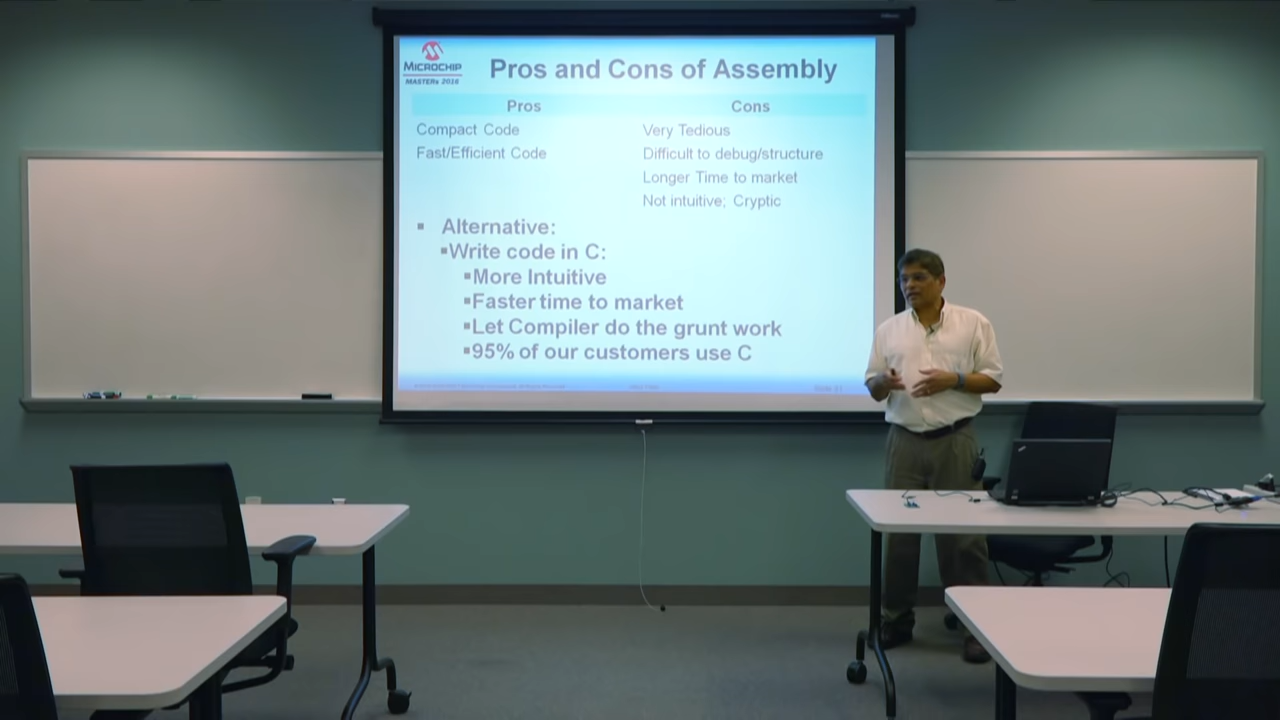 MICROCHIP
MASTERs 2016
Pros and Cons of Assembly
Pros Cons
Compact Code Very Tedious
Fast/Efficient Code Difficult to debug/structure
Longer Time to market
Not intuitive; Cryptic
▪ Alternative:
▪Write code in C:
▪More Intuitive
▪Faster time to market
▪Let Compiler do the grunt work
▪95% of our customers use C